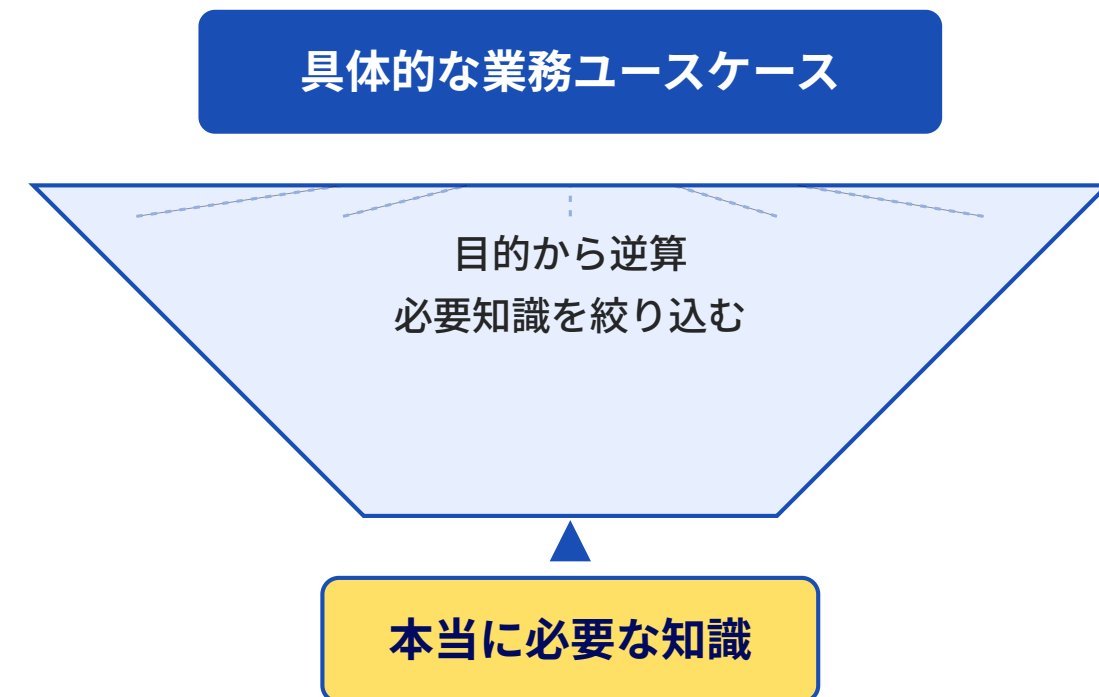 具体的な業務ユースケース
目的から逆算
必要知識を絞り込む
本当に必要な知識